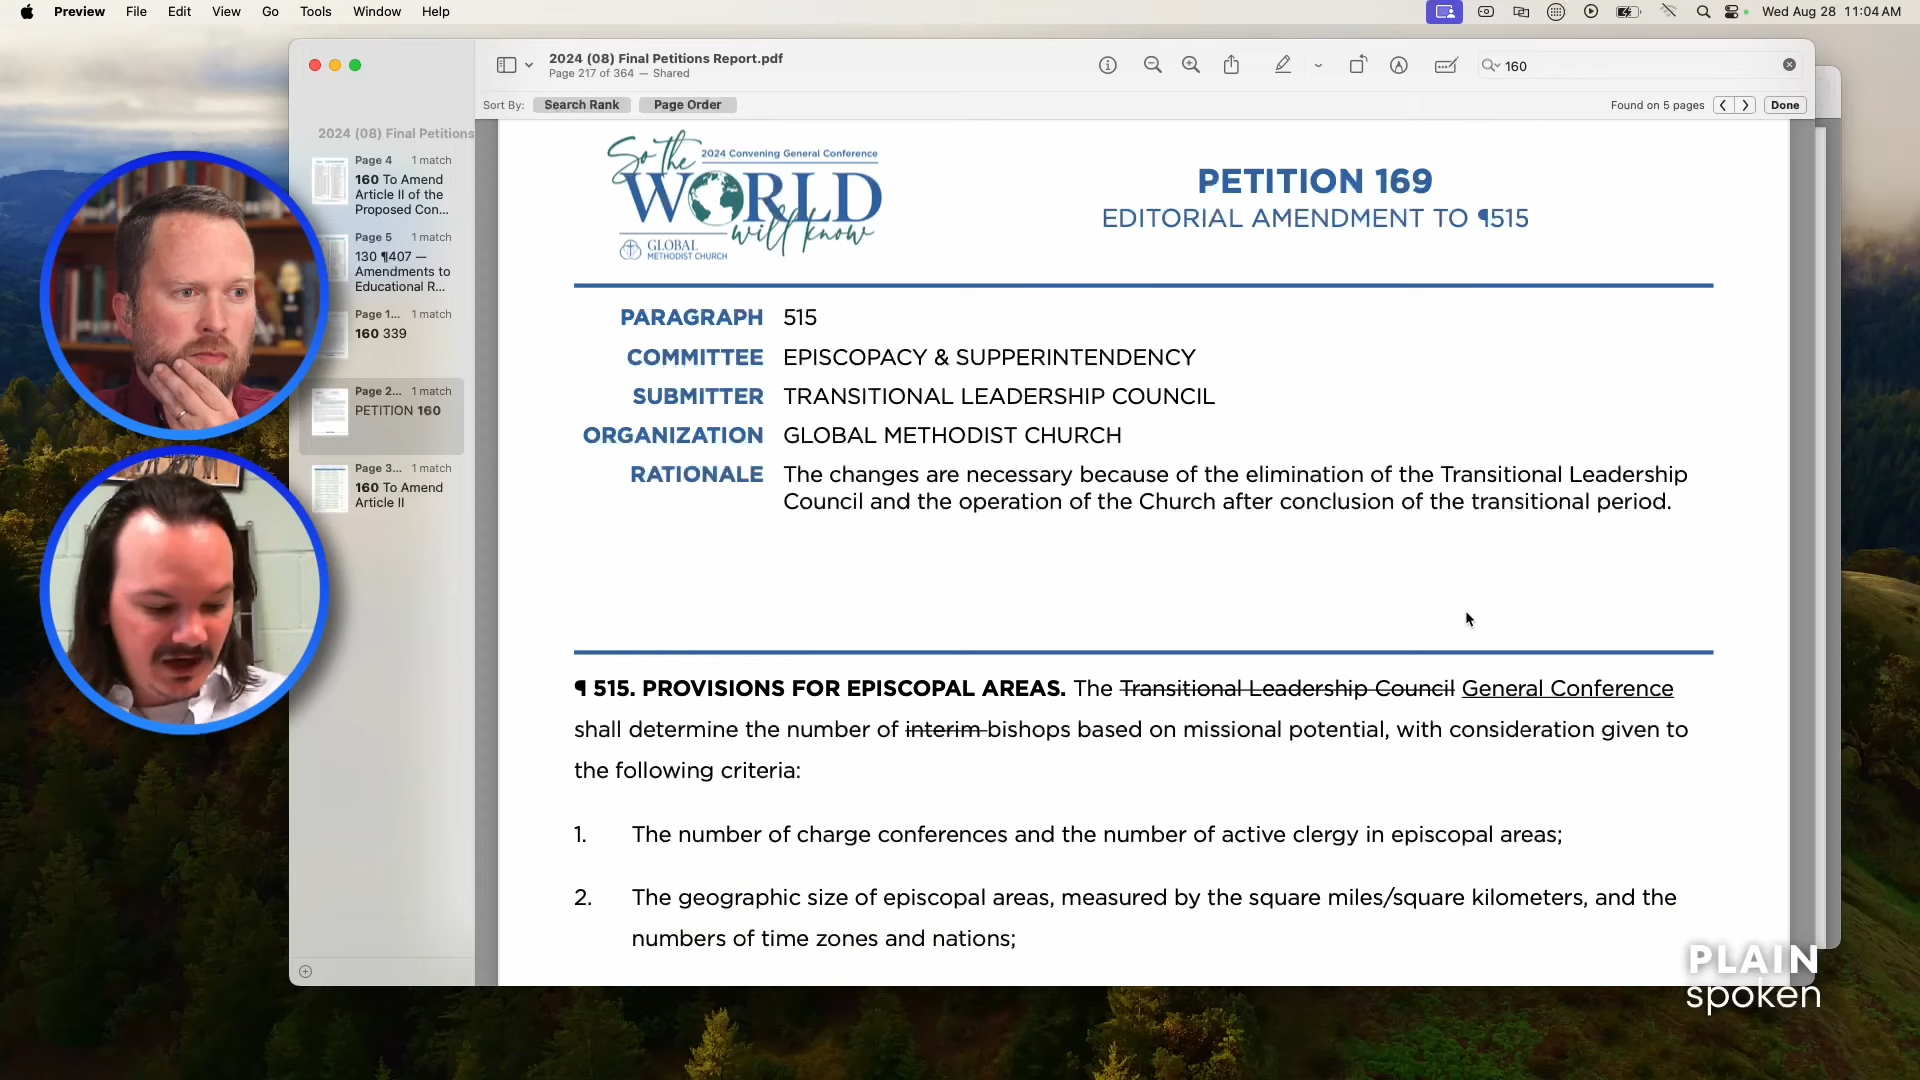 Preview File Edit View Go Tools Window Help
Wed Aug 28 11:04 AM
2024 (08) Final Petitions Report.pdf
Page 217 of 364 — Shared
160
Sort By: Search Rank Page Order
Found on 5 pages
Done
2024 (08) Final Petitions
Page 4 1 match
160 To Amend
Article II of the
Proposed Con...
Page 5 1 match
130 ¶407 —
Amendments to
Educational R...
Page 1... 1 match
160 339
Page 2... 1 match
PETITION 160
Page 3... 1 match
160 To Amend
Article II
So the
2024 Convening General Conference
WORLD
will know
GLOBAL
METHODIST CHURCH
PETITION 169
EDITORIAL AMENDMENT TO ¶515
PARAGRAPH 515
COMMITTEE EPISCOPACY & SUPPERINTENDENCY
SUBMITTER TRANSITIONAL LEADERSHIP COUNCIL
ORGANIZATION GLOBAL METHODIST CHURCH
RATIONALE The changes are necessary because of the elimination of the Transitional Leadership
Council and the operation of the Church after conclusion of the transitional period.
¶ 515. PROVISIONS FOR EPISCOPAL AREAS. The Transitional Leadership Council General Conference
shall determine the number of interim bishops based on missional potential, with consideration given to
the following criteria:
1. The number of charge conferences and the number of active clergy in episcopal areas;
2. The geographic size of episcopal areas, measured by the square miles/square kilometers, and the
numbers of time zones and nations;
PLAIN
spoken